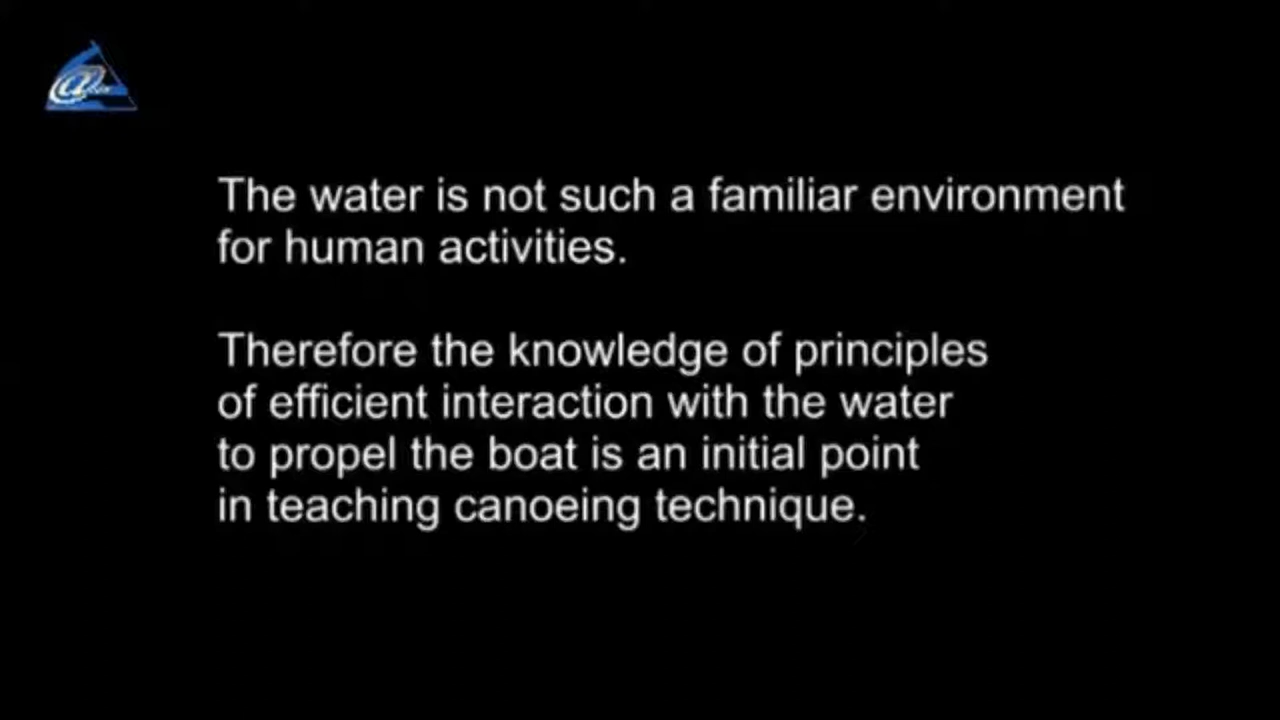 The water is not such a familiar environment
for human activities.
Therefore the knowledge of principles
of efficient interaction with the water
to propel the boat is an initial point
in teaching canoeing technique.